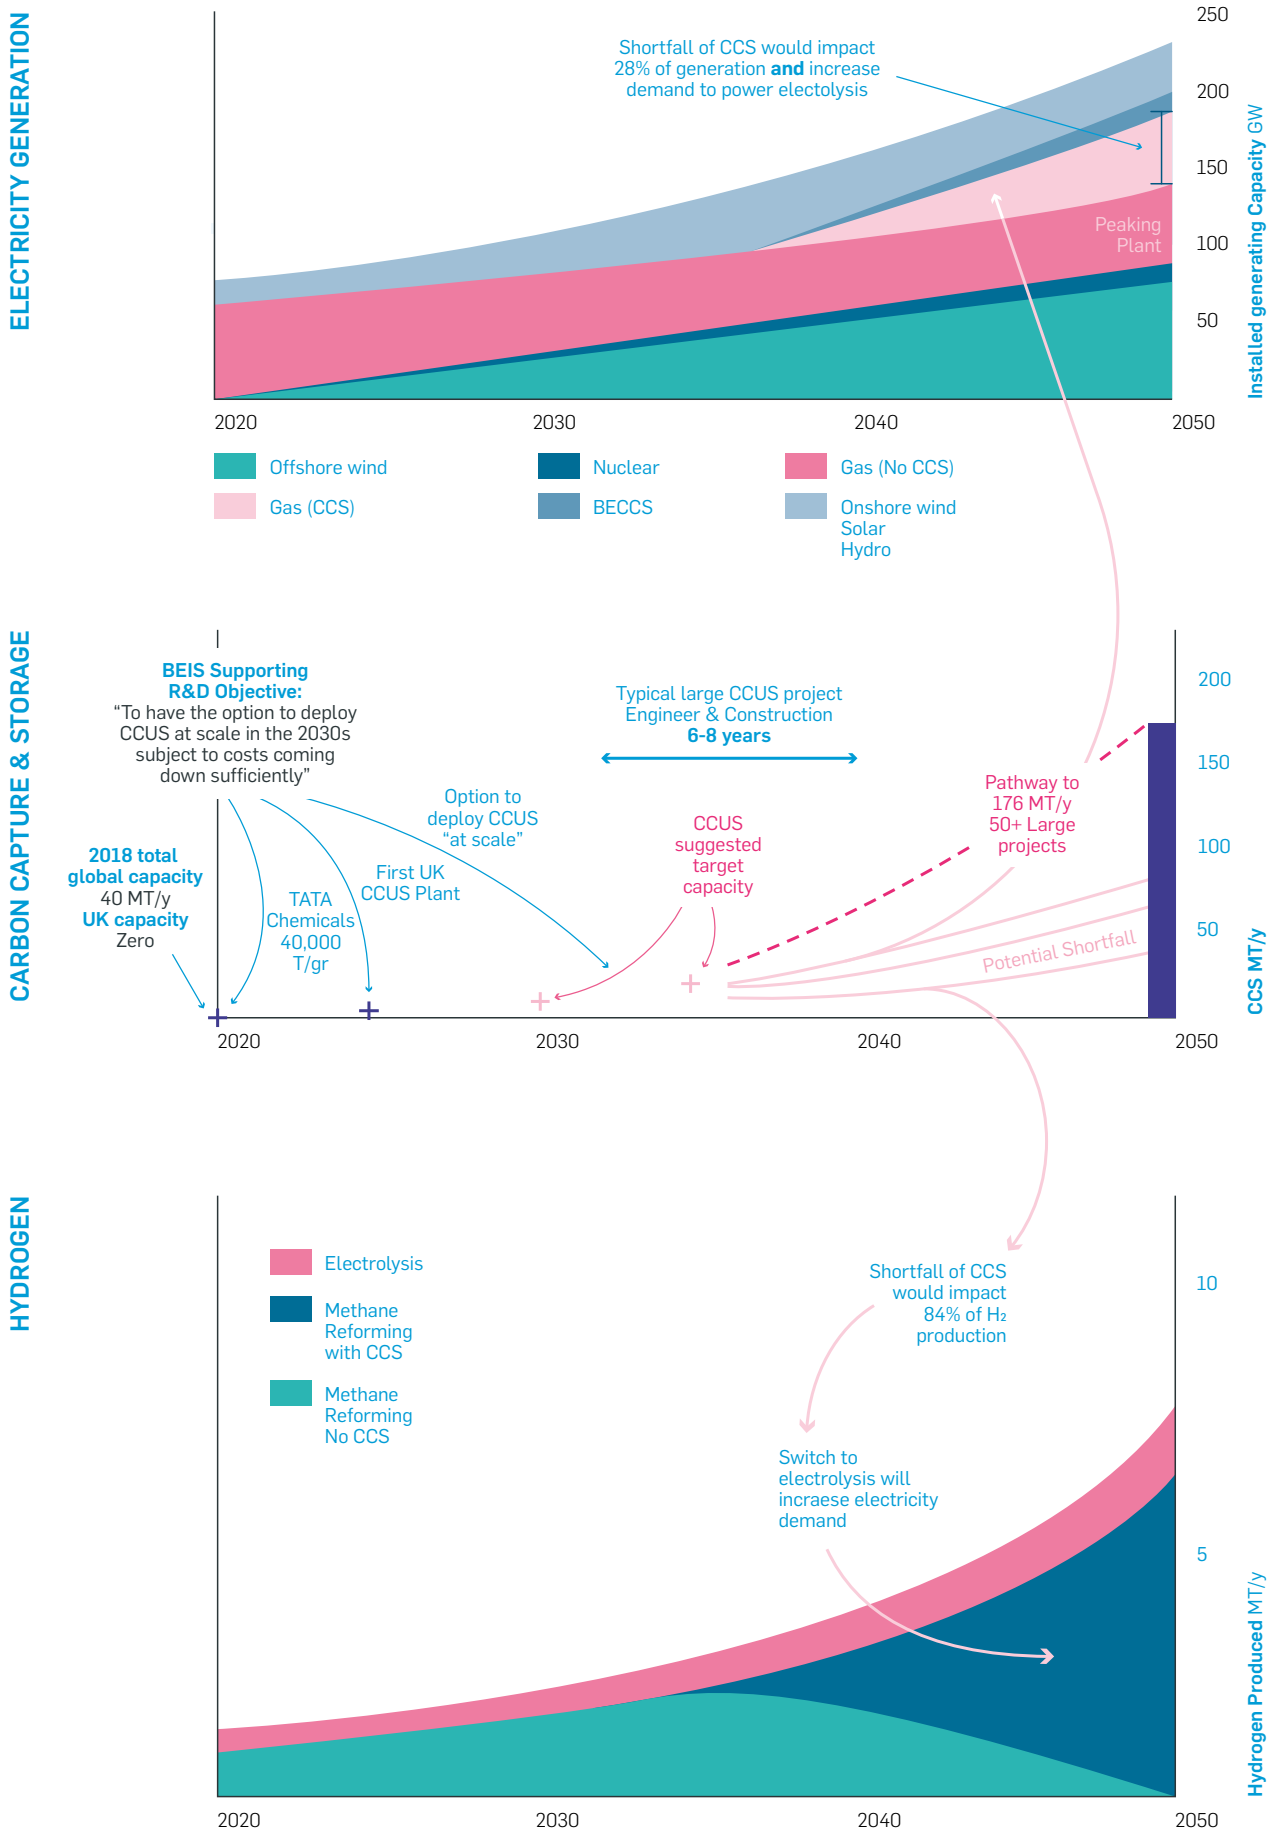 ELECTRICITY GENERATION
Shortfall of CCS would impact
28% of generation and increase
demand to power electolysis
250
200
150
100
50
Installed generating Capacity GW
Peaking
Plant
2020
2030
2040
2050
Offshore wind
Nuclear
Gas (No CCS)
Gas (CCS)
BECCS
Onshore wind
Solar
Hydro
CARBON CAPTURE & STORAGE
BEIS Supporting
R&D Objective:
“To have the option to deploy
CCUS at scale in the 2030s
subject to costs coming
down sufficiently”
2018 total
global capacity
40 MT/y
UK capacity
Zero
TATA
Chemicals
40,000
T/gr
First UK
CCUS Plant
Option to
deploy CCUS
“at scale”
Typical large CCUS project
Engineer & Construction
6-8 years
CCUS
suggested
target
capacity
Pathway to
176 MT/y
50+ Large
projects
Potential Shortfall
200
150
100
50
CCS MT/y
2020
2030
2040
2050
HYDROGEN
Electrolysis
Methane
Reforming
with CCS
Methane
Reforming
No CCS
Shortfall of CCS
would impact
84% of H₂
production
Switch to
electrolysis will
incraese electricity
demand
10
5
Hydrogen Produced MT/y
2020
2030
2040
2050